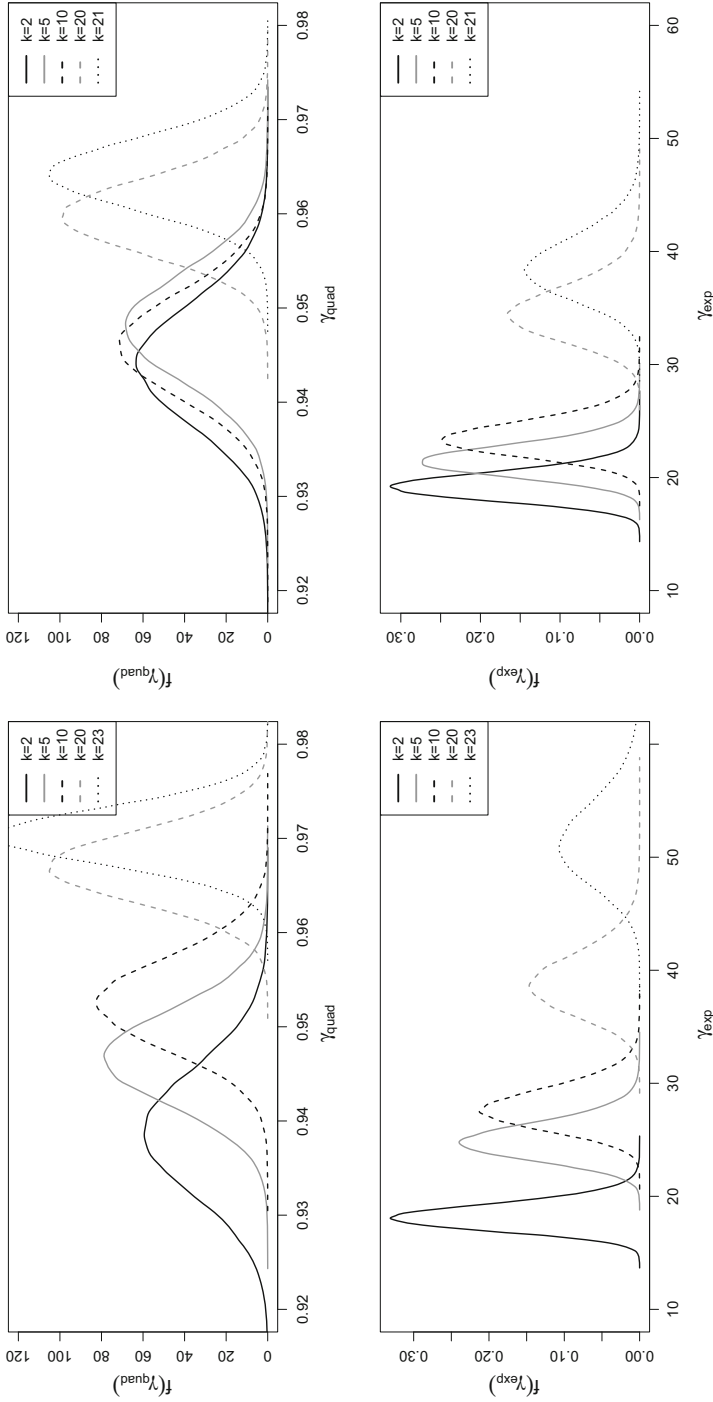 f(γquad)
120
100
80
60
40
20
0
k=2
k=5
k=10
k=20
k=23
0.92
0.93
0.94
0.95
0.96
0.97
0.98
γquad
f(γquad)
120
100
80
60
40
20
0
k=2
k=5
k=10
k=20
k=21
0.92
0.93
0.94
0.95
0.96
0.97
0.98
γquad
f(γexp)
0.30
0.20
0.10
0.00
k=2
k=5
k=10
k=20
k=23
10
20
30
40
50
γexp
f(γexp)
0.30
0.20
0.10
0.00
k=2
k=5
k=10
k=20
k=21
10
20
30
40
50
60
γexp